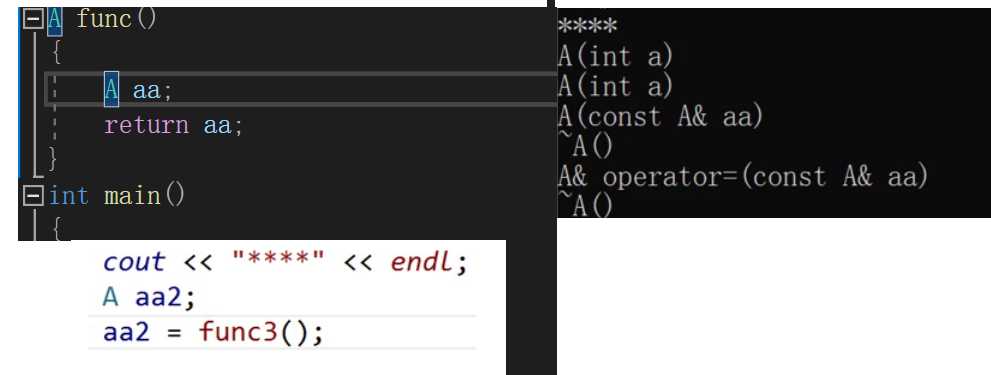 A func()
{
A aa;
return aa;
}
int main()
{
cout << "****" << endl;
A aa2;
aa2 = func3();
****
A(int a)
A(int a)
A(const A& aa)
~A()
A& operator=(const A& aa)
~A()